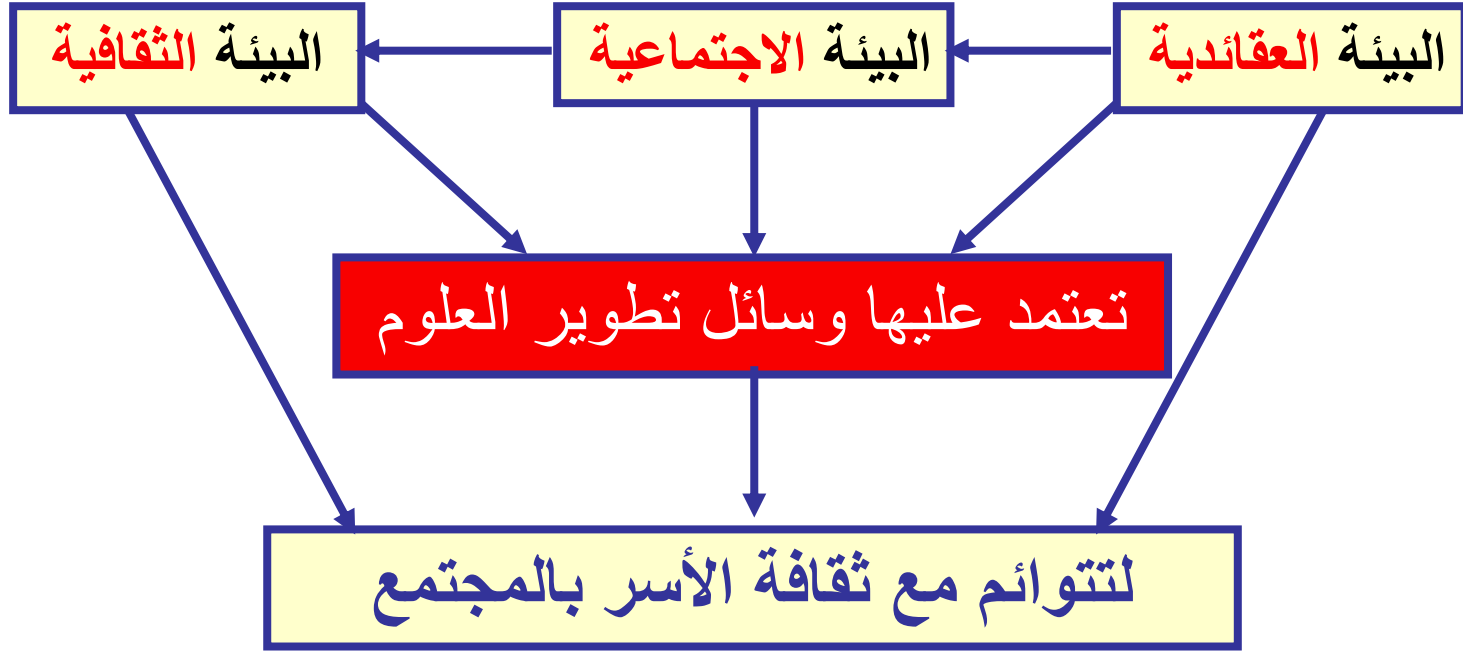 البيئة العقائدية
البيئة الاجتماعية
البيئة الثقافية
تعتمد عليها وسائل تطوير العلوم
لتتوائم مع ثقافة الأسر بالمجتمع